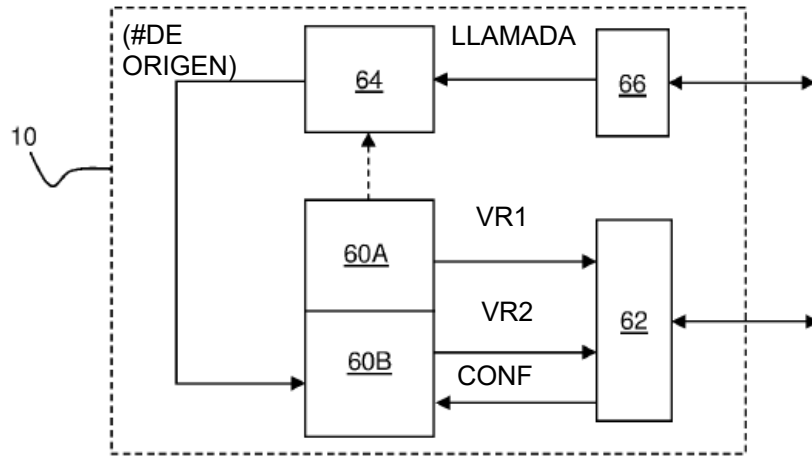 (#DE
ORIGEN)
LLAMADA
64
66
10
VR1
60A
VR2
62
60B
CONF